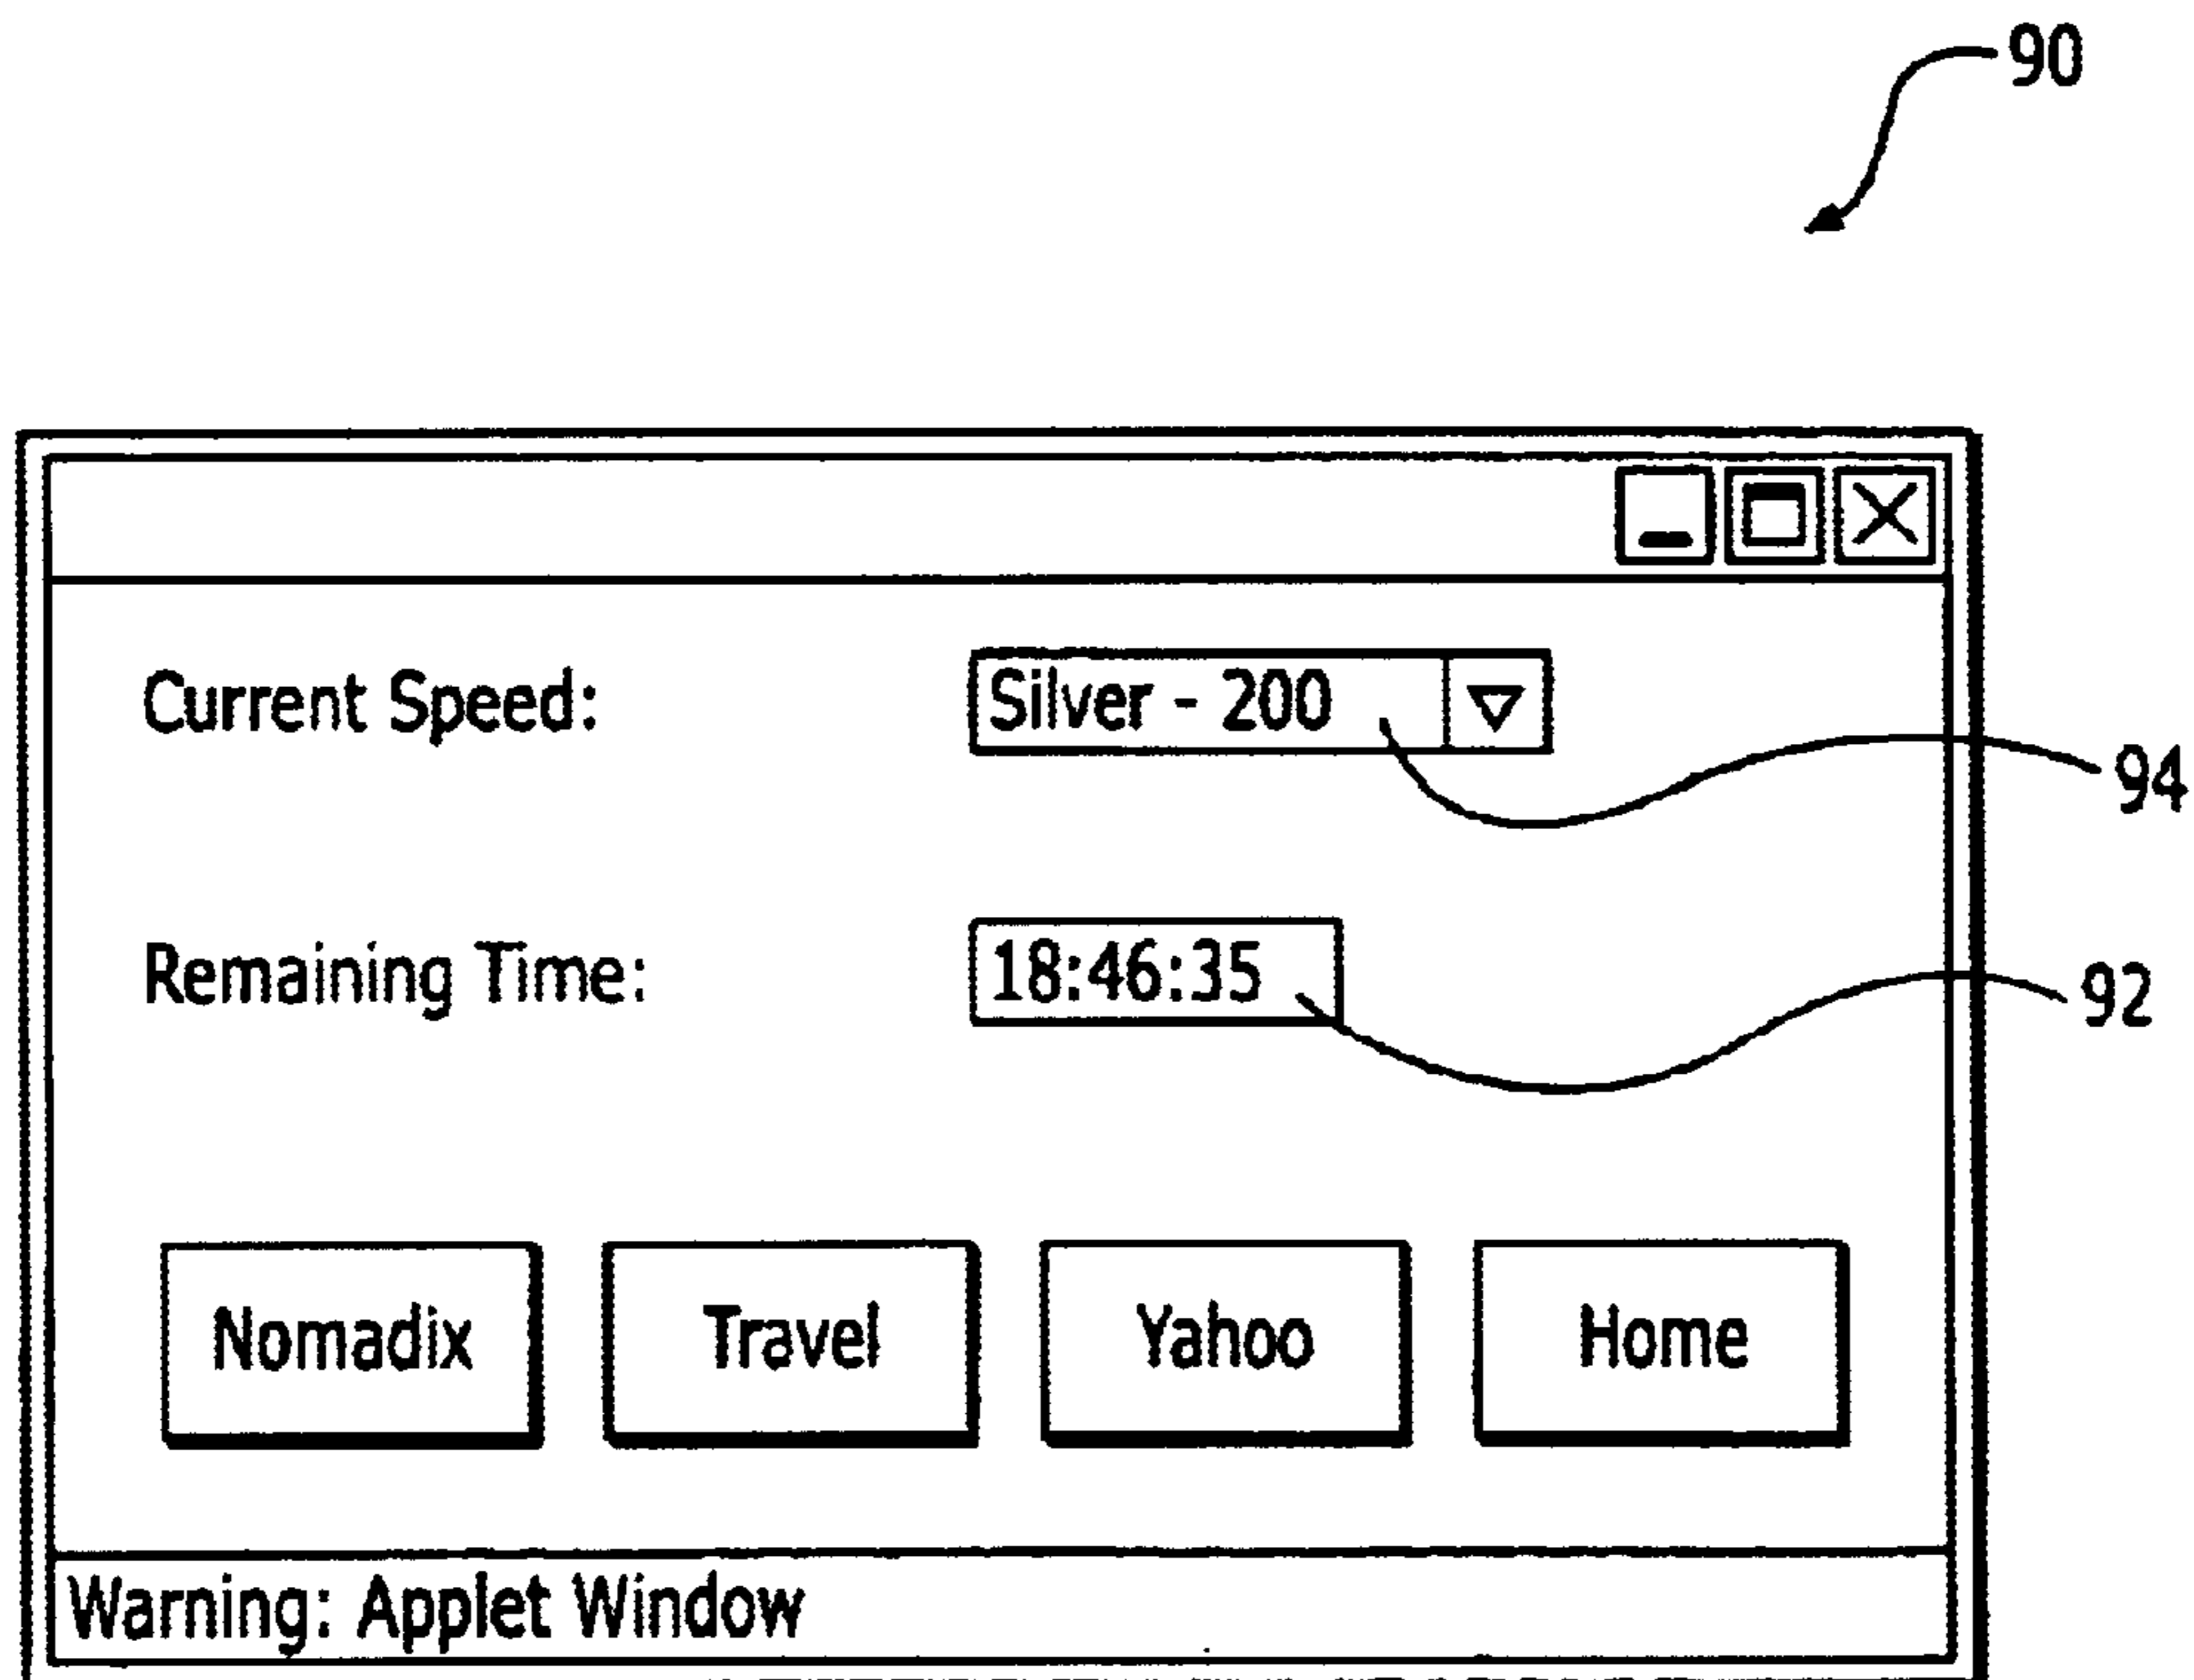 90
Current Speed: Silver - 200
94
Remaining Time: 18:46:35
92
Nomadix Travel Yahoo Home
Warning: Applet Window